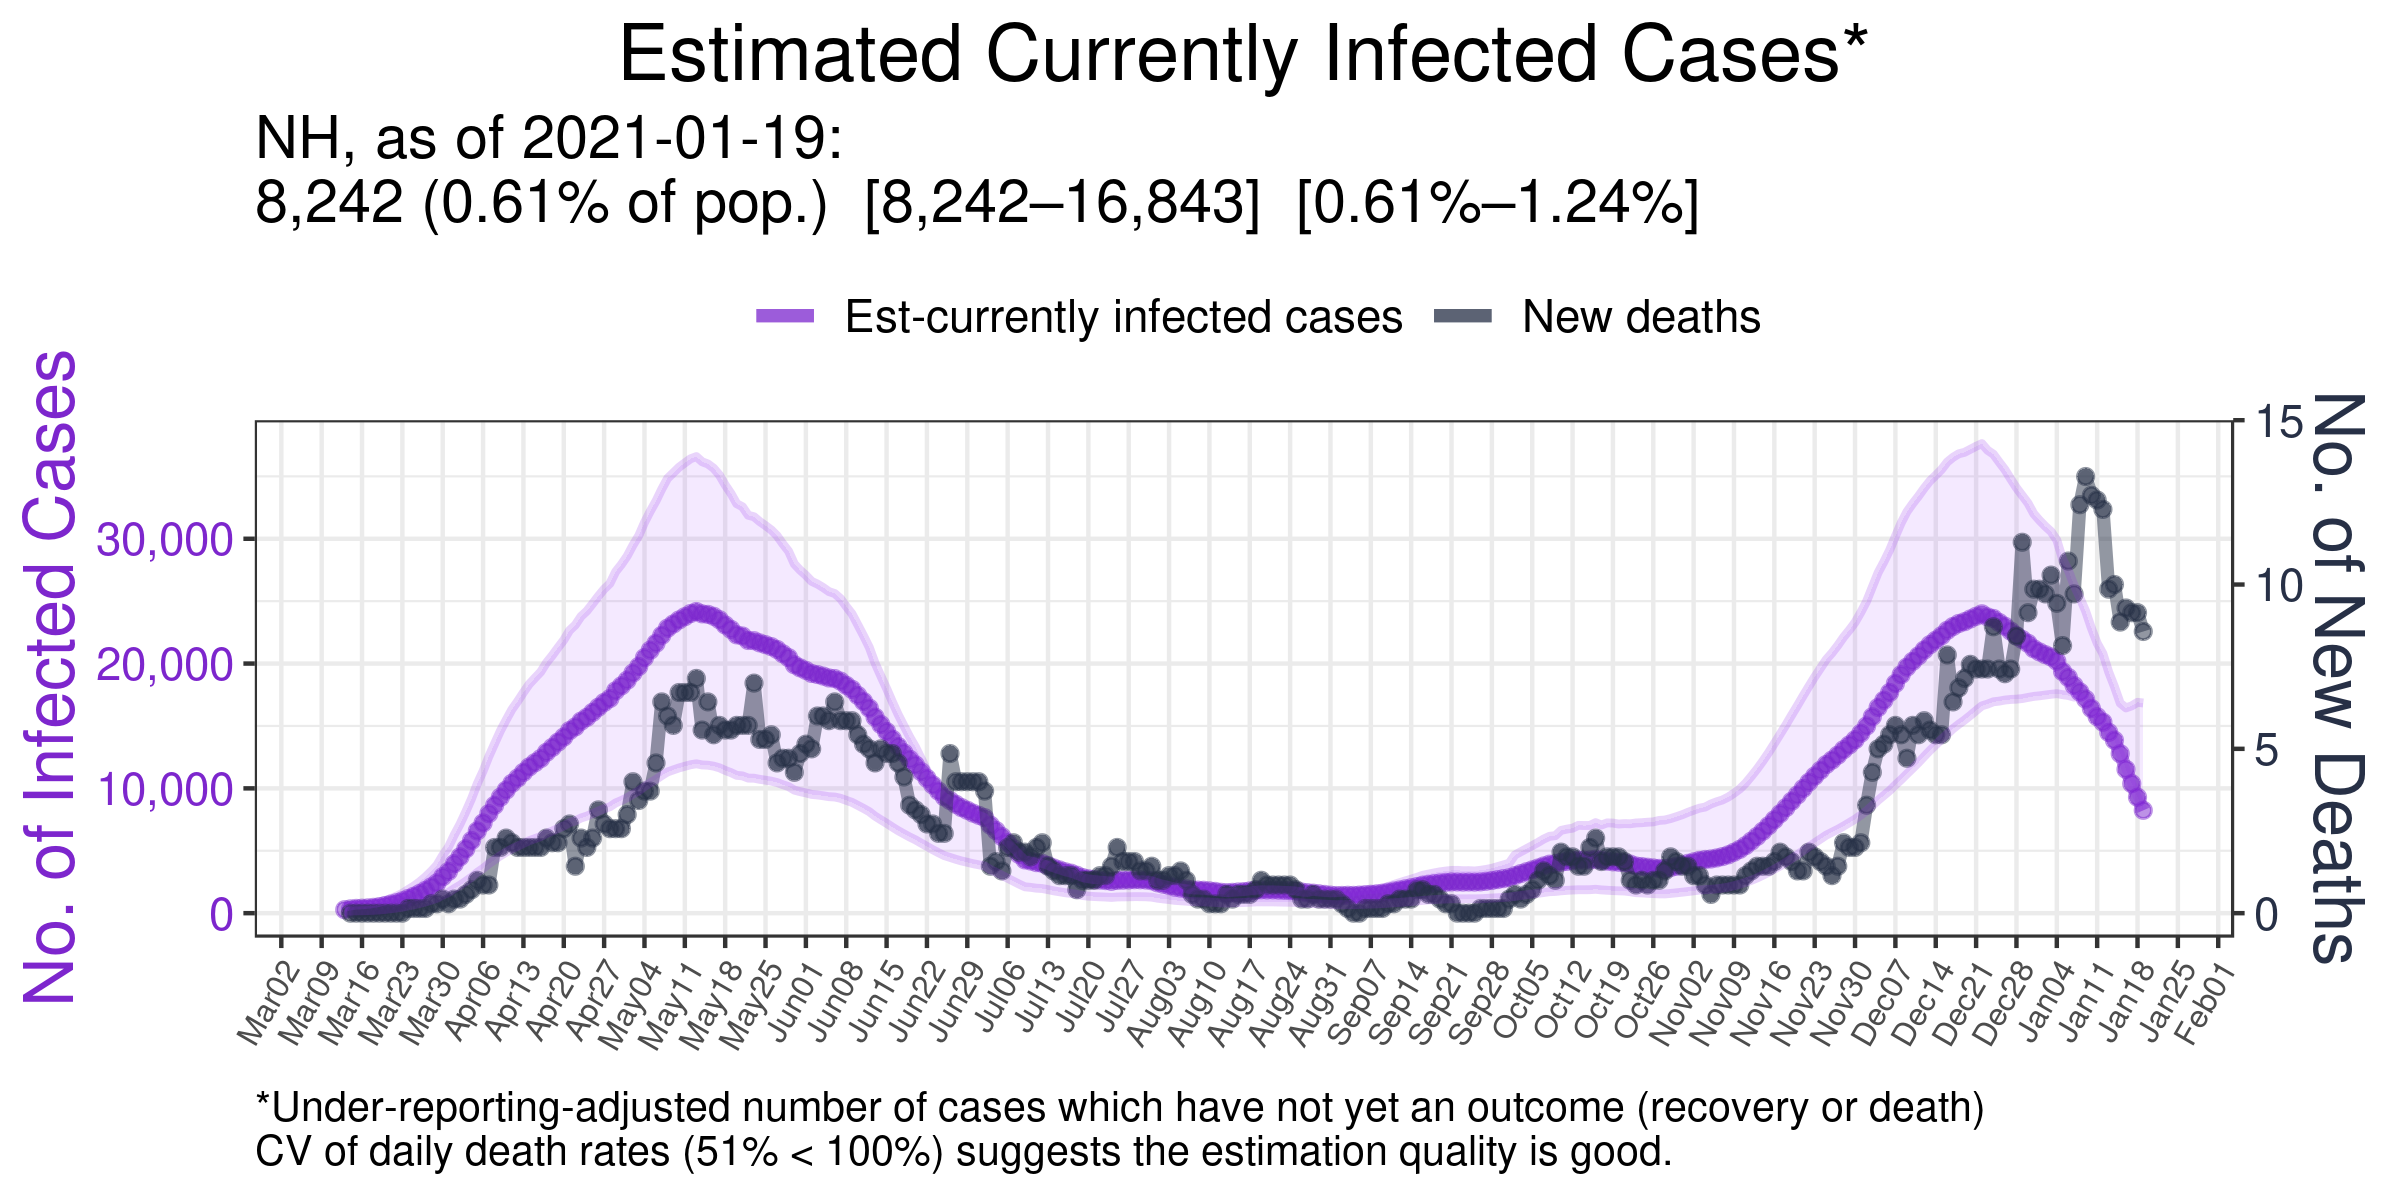 Estimated Currently Infected Cases*
NH, as of 2021-01-19:
8,242 (0.61% of pop.)  [8,242–16,843]  [0.61%–1.24%]
Est-currently infected cases
New deaths
No. of Infected Cases
30,000
20,000
10,000
0
15
10
5
0
No. of New Deaths
Mar02
Mar09
Mar16
Mar23
Mar30
Apr06
Apr13
Apr20
Apr27
May04
May11
May18
May25
Jun01
Jun08
Jun15
Jun22
Jun29
Jul06
Jul13
Jul20
Jul27
Aug03
Aug10
Aug17
Aug24
Aug31
Sep07
Sep14
Sep21
Sep28
Oct05
Oct12
Oct19
Oct26
Nov02
Nov09
Nov16
Nov23
Nov30
Dec07
Dec14
Dec21
Dec28
Jan04
Jan11
Jan18
Jan25
Feb01
*Under-reporting-adjusted number of cases which have not yet an outcome (recovery or death)
CV of daily death rates (51% < 100%) suggests the estimation quality is good.